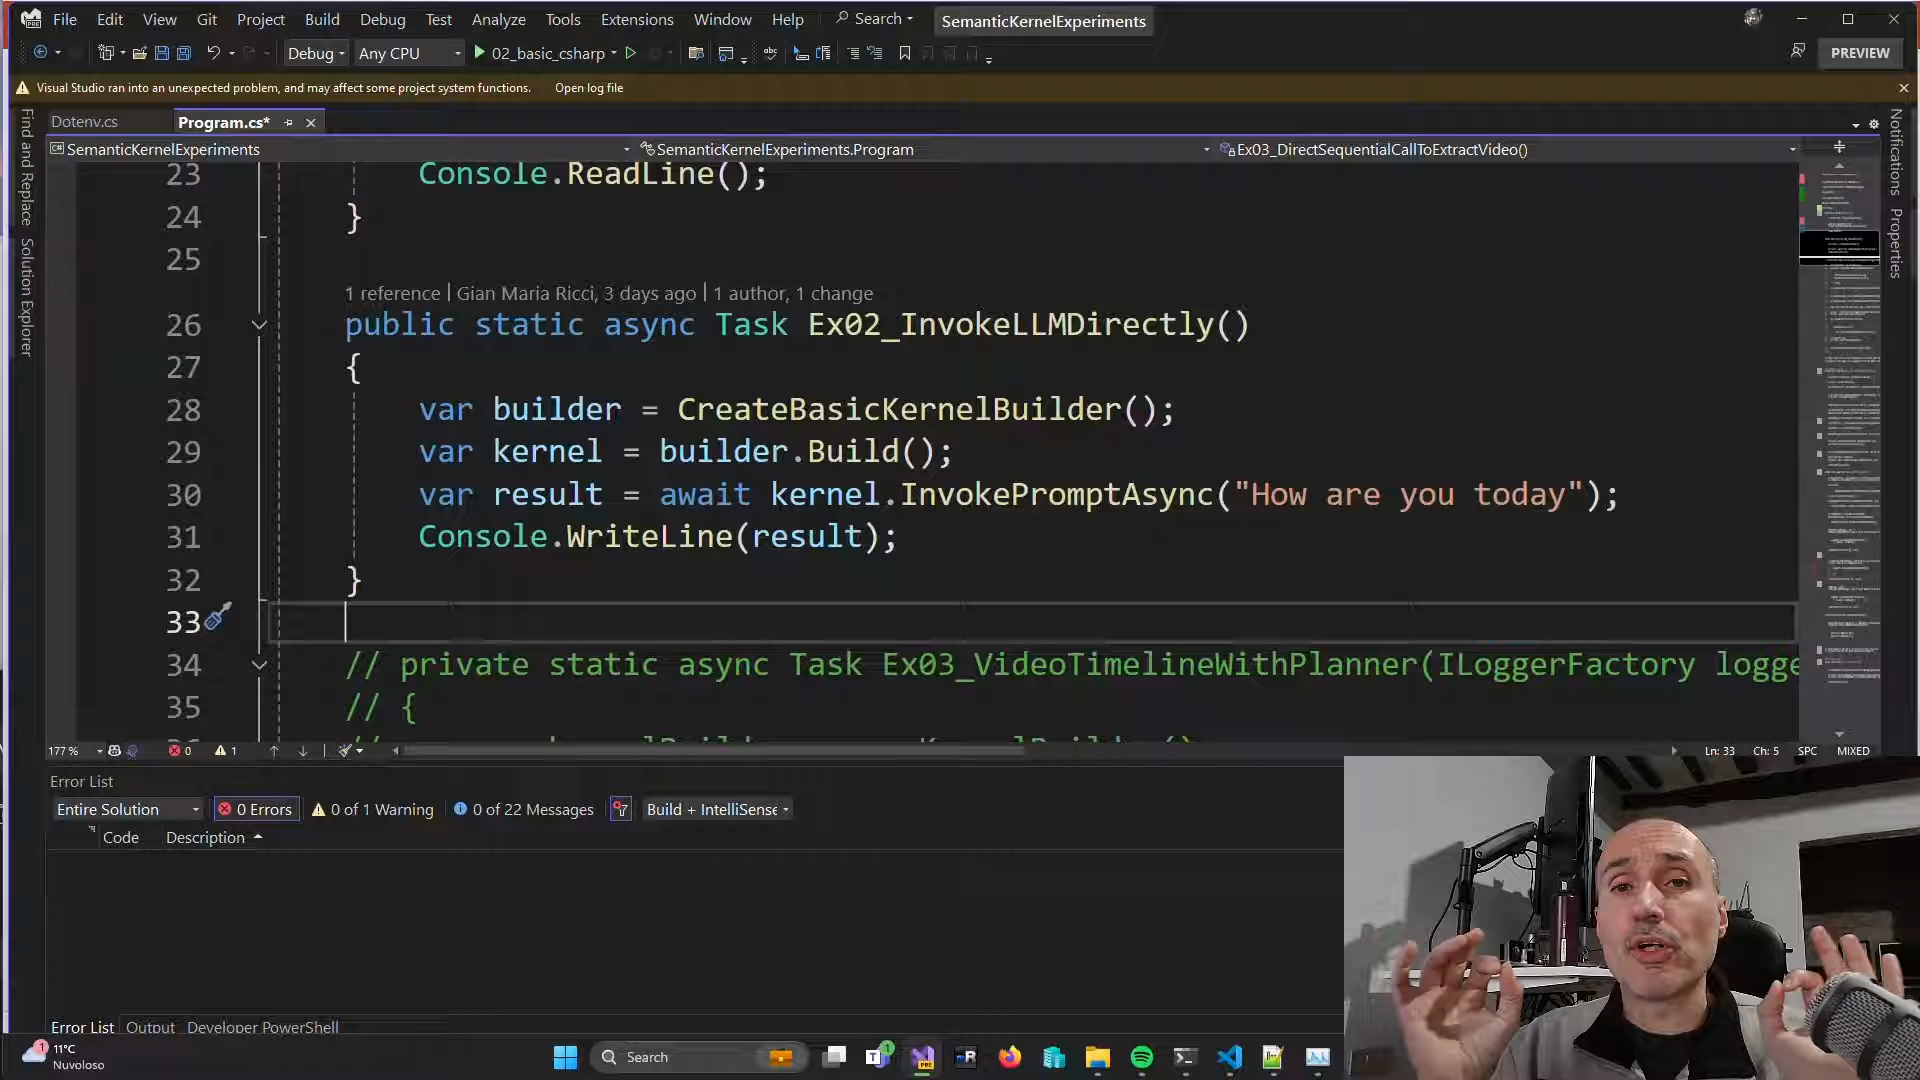 File Edit View Git Project Build Debug Test Analyze Tools Extensions Window Help Search SemanticKernelExperiments
Debug Any CPU 02_basic_csharp PREVIEW
Visual Studio ran into an unexpected problem, and may affect some project system functions. Open log file
Dotenv.cs Program.cs*
SemanticKernelExperiments SemanticKernelExperiments.Program Ex03_DirectSequentialCallToExtractVideo()
Find and Replace
Solution Explorer
Notifications
Properties
23 Console.ReadLine();
24 }
25
1 reference | Gian Maria Ricci, 3 days ago | 1 author, 1 change
26 public static async Task Ex02_InvokeLLMDirectly()
27 {
28 var builder = CreateBasicKernelBuilder();
29 var kernel = builder.Build();
30 var result = await kernel.InvokePromptAsync("How are you today");
31 Console.WriteLine(result);
32 }
33
34 // private static async Task Ex03_VideoTimelineWithPlanner(ILoggerFactory logge
35 // {
177 % 0 1 Ln: 33 Ch: 5 SPC MIXED
Error List
Entire Solution 0 Errors 0 of 1 Warning 0 of 22 Messages Build + IntelliSense
Code Description
Error List Output Developer PowerShell
1 11°C
Nuvoloso
Search
1
PRE